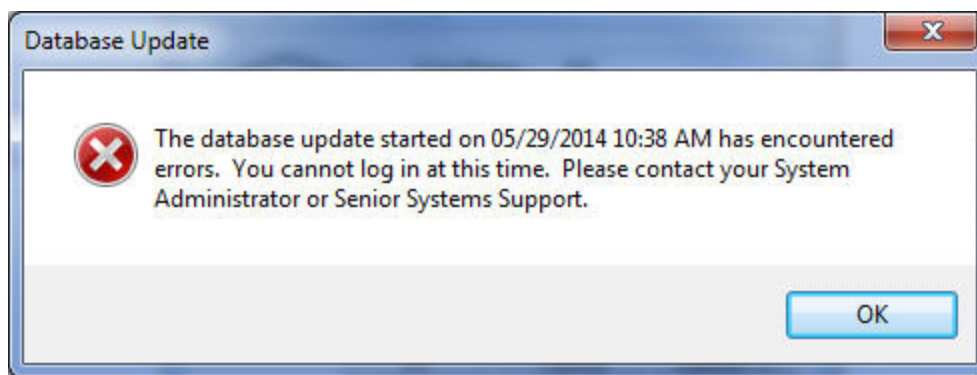 Database Update
The database update started on 05/29/2014 10:38 AM has encountered
errors.  You cannot log in at this time.  Please contact your System
Administrator or Senior Systems Support.
OK